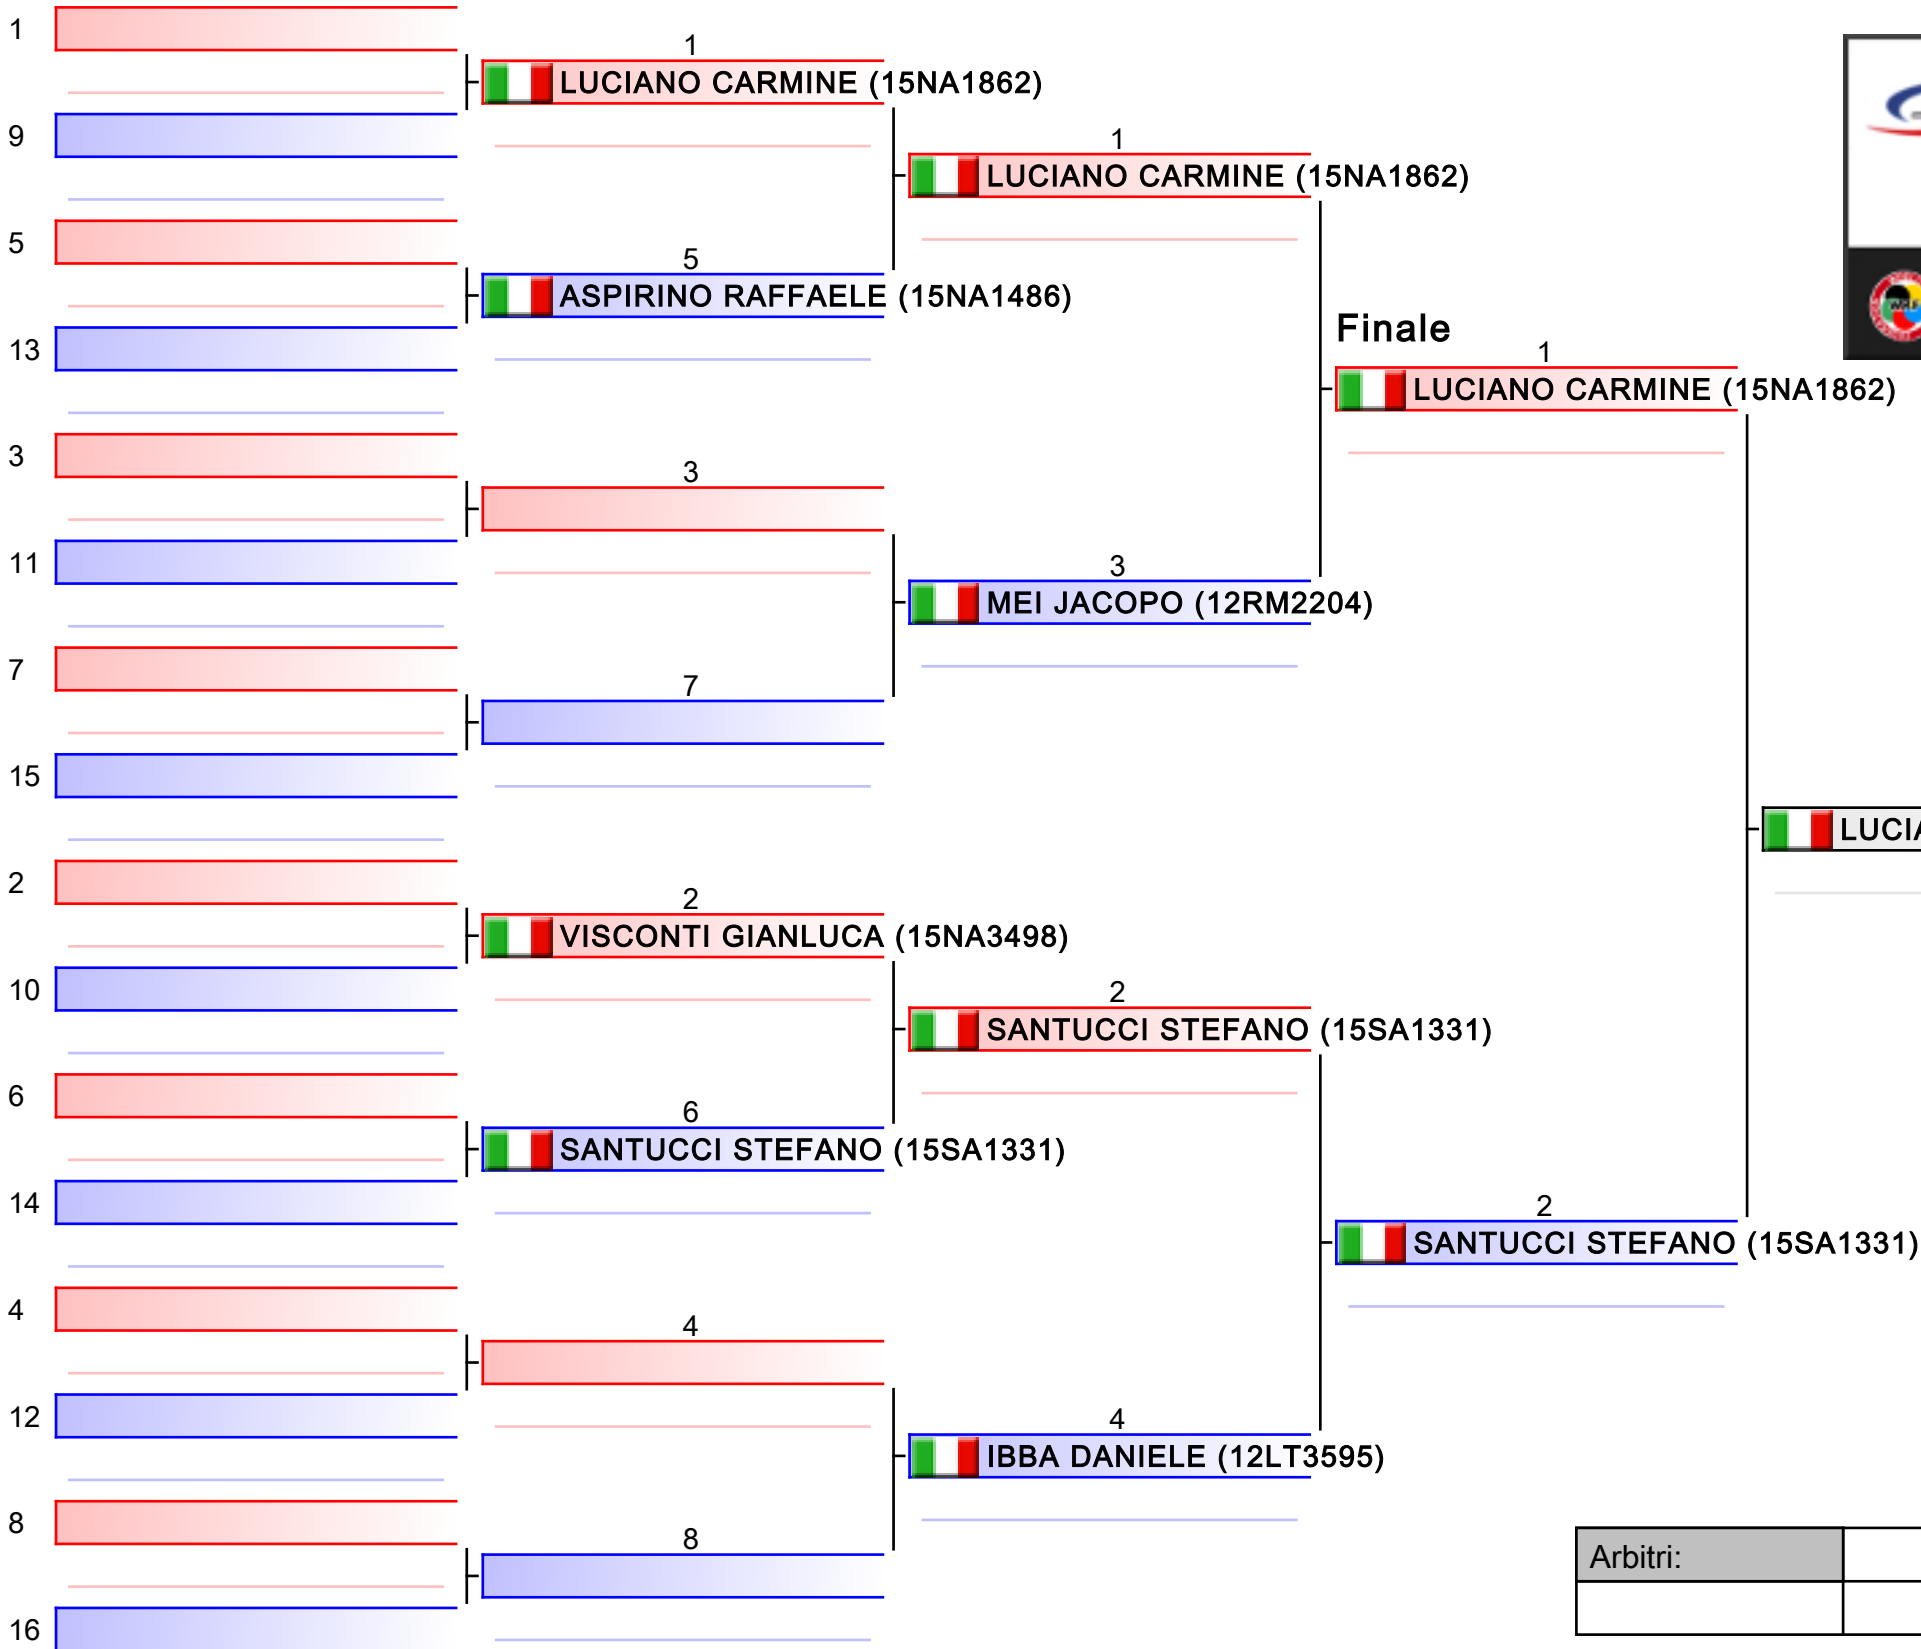 1
9
5
13
3
11
7
15
2
10
6
14
4
12
8
16
1
LUCIANO CARMINE (15NA1862)
5
ASPIRINO RAFFAELE (15NA1486)
3
7
2
VISCONTI GIANLUCA (15NA3498)
6
SANTUCCI STEFANO (15SA1331)
4
8
1
LUCIANO CARMINE (15NA1862)
3
MEI JACOPO (12RM2204)
2
SANTUCCI STEFANO (15SA1331)
4
IBBA DANIELE (12LT3595)
Finale
1
LUCIANO CARMINE (15NA1862)
2
SANTUCCI STEFANO (15SA1331)
Arbitri: